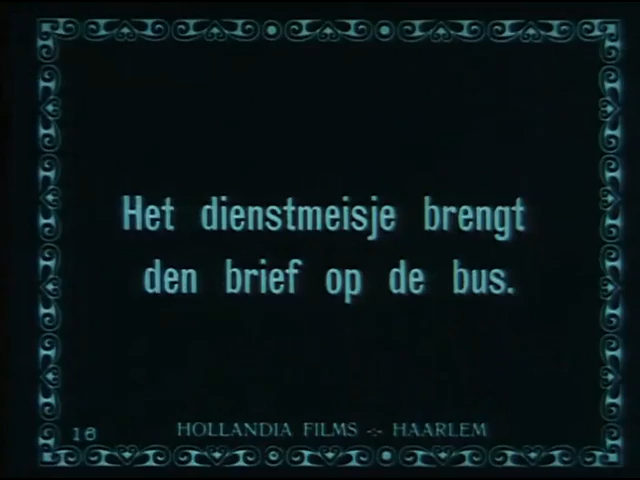 Het dienstmeisje brengt
den brief op de bus.
16 HOLLANDIA FILMS -:- HAARLEM